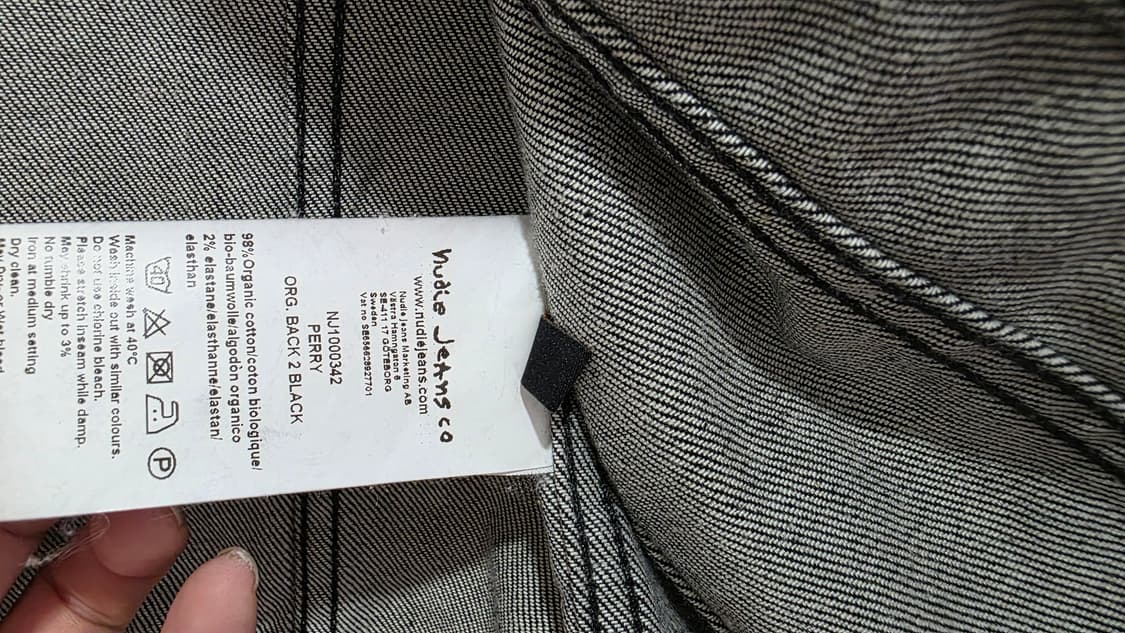 nudie Jeans co
www.nudiejeans.com
Nudie Jeans Marketing AB
Västra Hamngatan 6
SE-411 17 GÖTEBORG
Sweden
NJ1000342
PERRY
ORG. BACK 2 BLACK
98%Organic cotton/coton biologique/
bio-baumwolle/algodón organico
2% elastane/elasthanne/elastan/
elasthan
P
Machine wash at 40°C
Wash inside out with similar colours.
Do not use chlorine bleach.
Please stretch inseam while damp.
May shrink up to 3%
No tumble dry
Iron at medium setting
Dry clean.